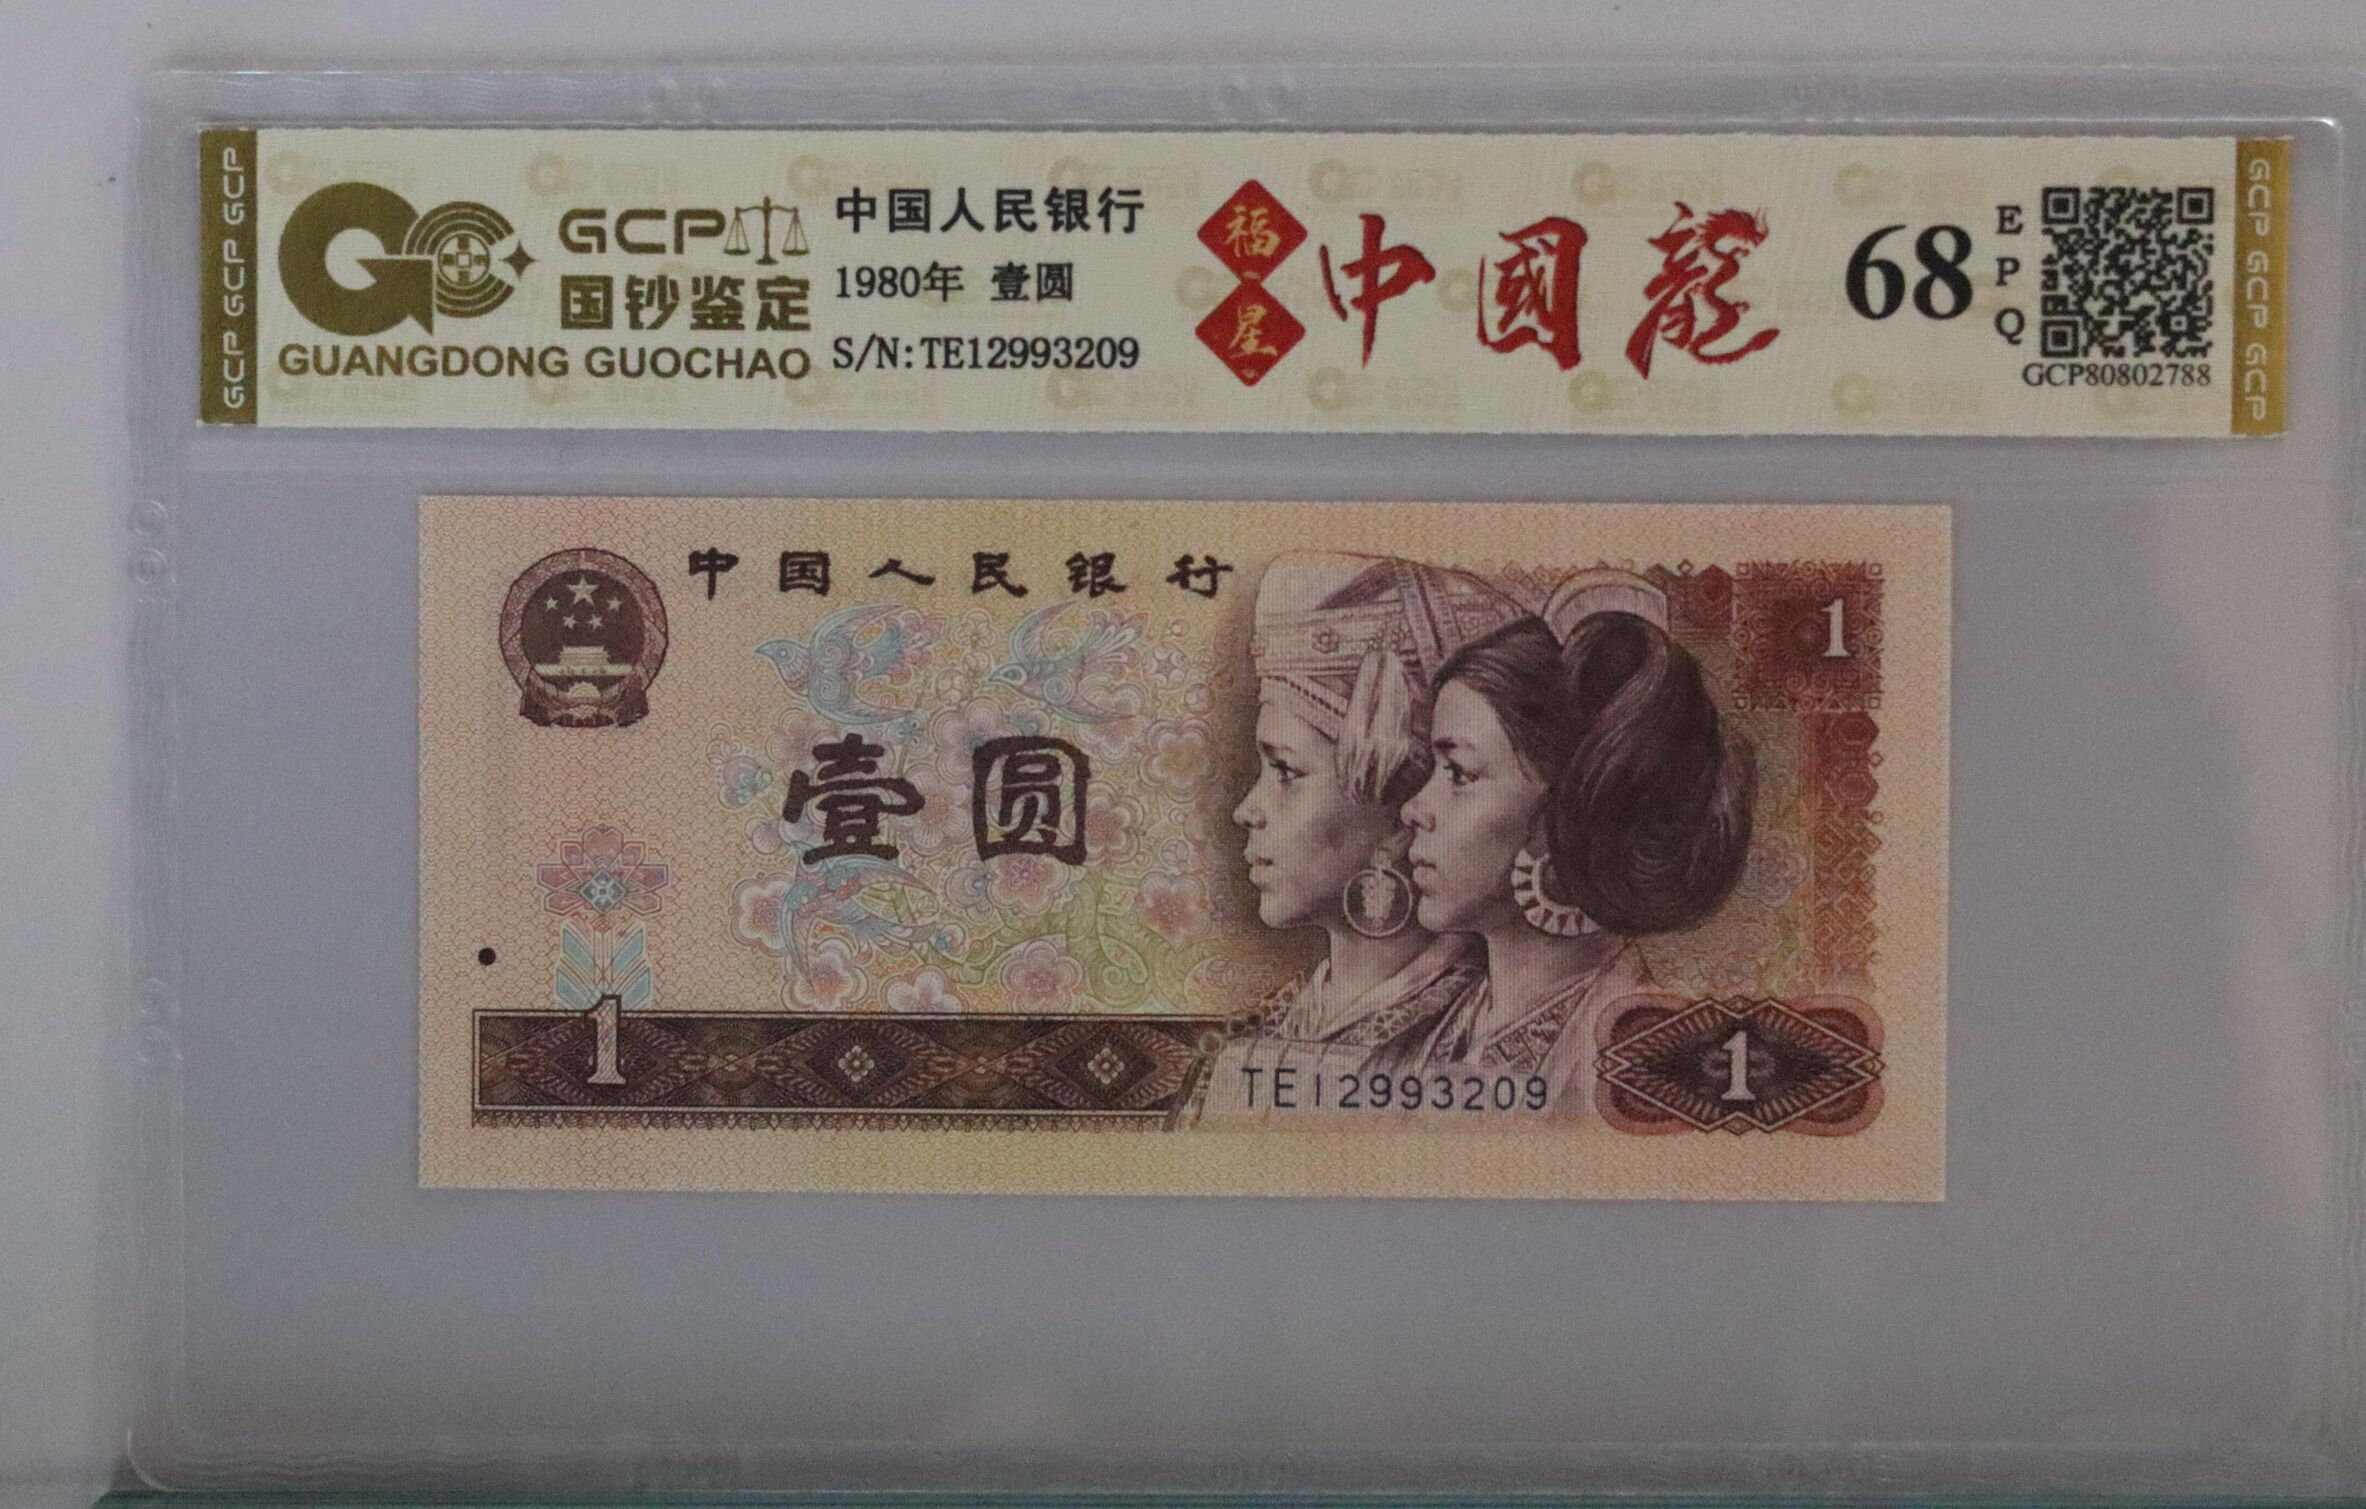 GCP GCP GCP
GCP
国钞鉴定
GUANGDONG GUOCHAO
中国人民银行
1980年 壹圆
S/N:TE12993209
福星
中國龍
68
EPQ
GCP80802788
GCP GCP GCP
中国人民银行
1
壹圆
1
TE12993209
1